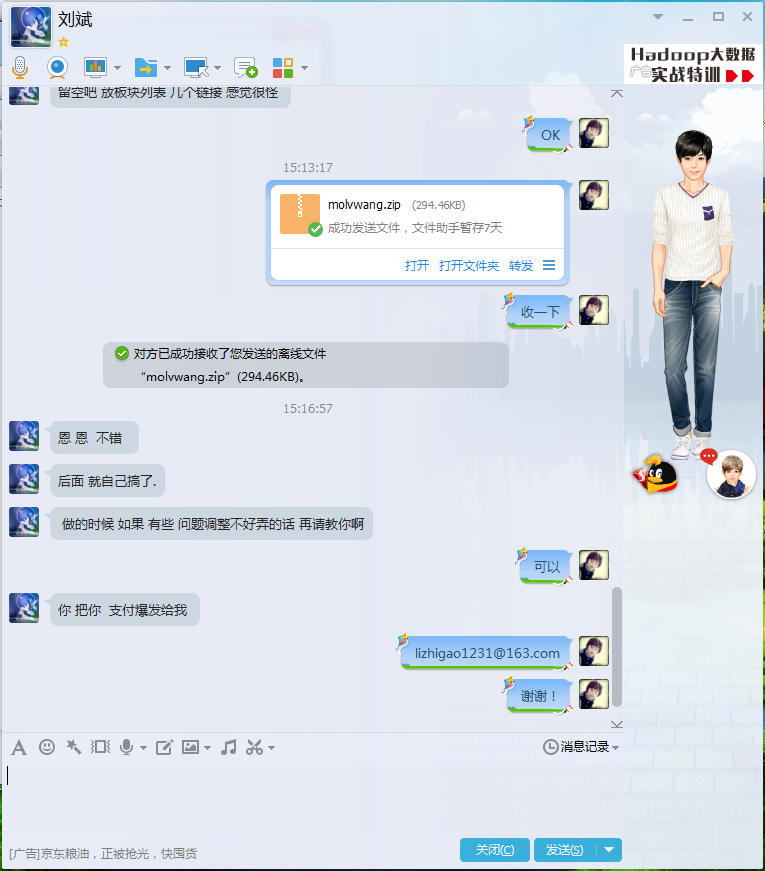 刘斌
Hadoop大数据
广告
实战特训
留空吧 放板块列表 几个链接 感觉很怪
OK
15:13:17
molvwang.zip (294.46KB)
成功发送文件，文件助手暂存7天
打开 打开文件夹 转发
收一下
对方已成功接收了您发送的离线文件
“molvwang.zip”(294.46KB)。
15:16:57
恩 恩 不错
后面 就自己搞了.
做的时候 如果 有些 问题调整不好弄的话 再请教你啊
可以
你 把你 支付爆发给我
lizhigao1231@163.com
谢谢！
A
消息记录
[广告]京东粮油，正被抢光，快囤货
关闭(C) 发送(S)